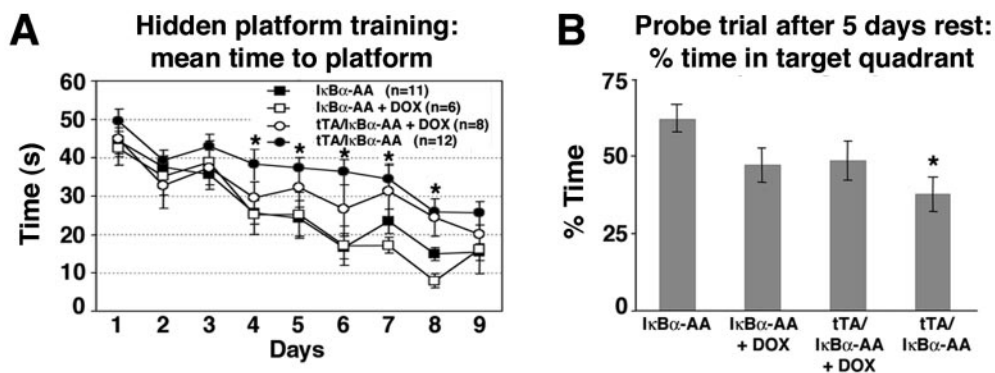 A
Hidden platform training:
mean time to platform
60
50
40
30
20
10
0
Time (s)
IκBα-AA (n=11)
IκBα-AA + DOX (n=6)
tTA/IκBα-AA + DOX (n=8)
tTA/IκBα-AA (n=12)
* * * * *
1 2 3 4 5 6 7 8 9
Days
B
Probe trial after 5 days rest:
% time in target quadrant
75
50
25
0
% Time
*
IκBα-AA
IκBα-AA
+ DOX
tTA/
IκBα-AA
+ DOX
tTA/
IκBα-AA